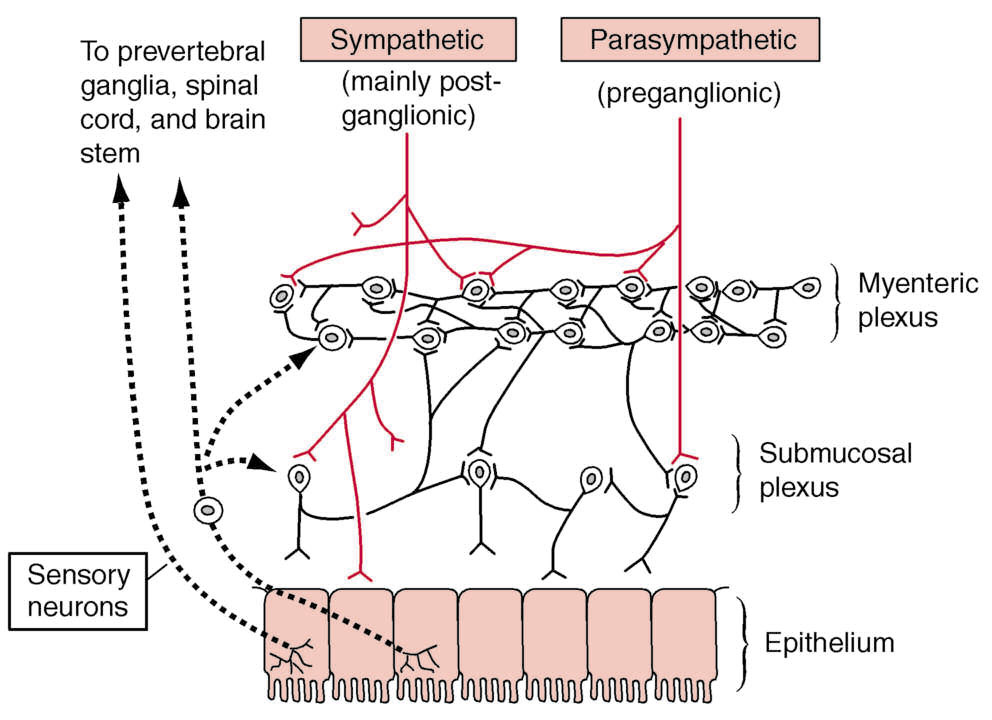 To prevertebral
ganglia, spinal
cord, and brain
stem
Sympathetic
(mainly post-
ganglionic)
Parasympathetic
(preganglionic)
Myenteric
plexus
Submucosal
plexus
Sensory
neurons
Epithelium